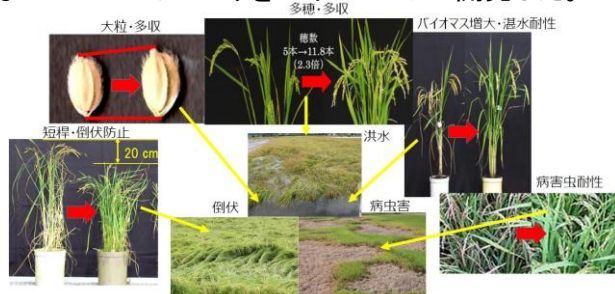 多穂・多収
大粒・多収
バイオマス増大・湛水耐性
穂数
5本→11.8本
(2.3倍)
短稈・倒伏防止
20 cm
洪水
病害虫耐性
倒伏
病虫害